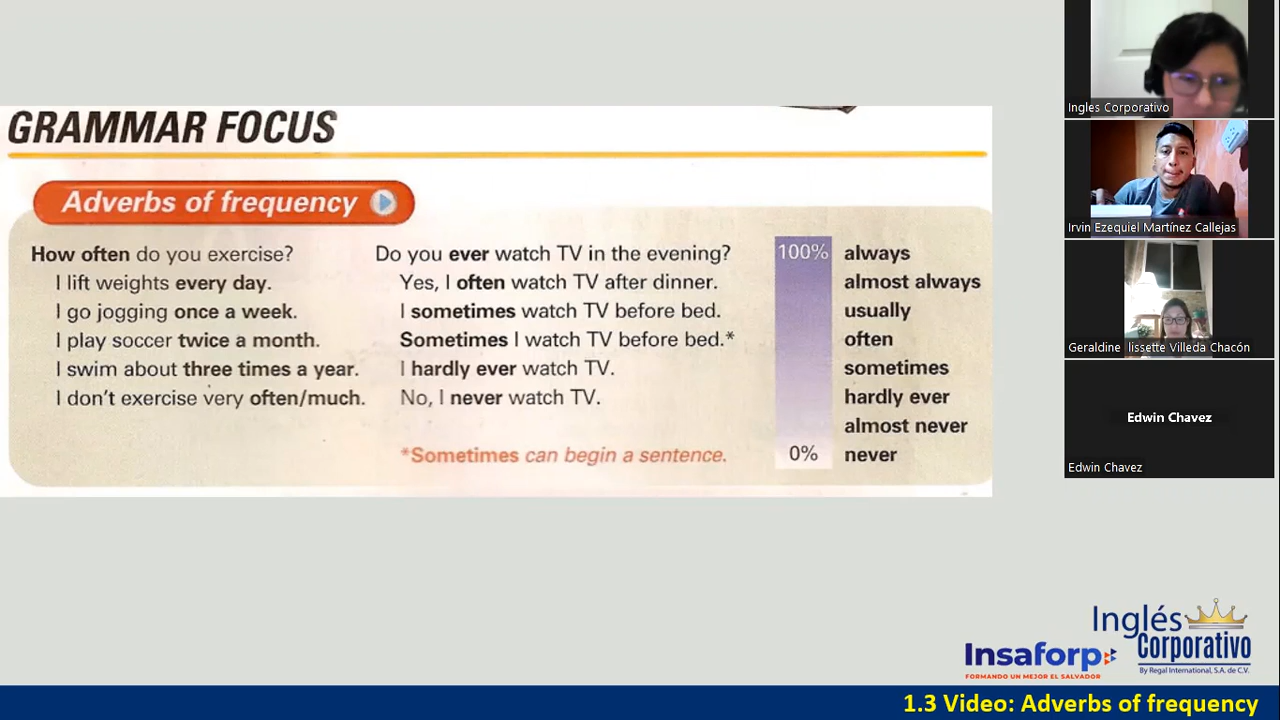 GRAMMAR FOCUS
Adverbs of frequency
How often do you exercise?
I lift weights every day.
I go jogging once a week.
I play soccer twice a month.
I swim about three times a year.
I don't exercise very often/much.
Do you ever watch TV in the evening?
Yes, I often watch TV after dinner.
I sometimes watch TV before bed.
Sometimes I watch TV before bed.*
I hardly ever watch TV.
No, I never watch TV.
*Sometimes can begin a sentence.
100% always
almost always
usually
often
sometimes
hardly ever
almost never
0% never
Ingles Corporativo
Irvin Ezequiel Martínez Callejas
Geraldine lissette Villeda Chacón
Edwin Chavez
Edwin Chavez
Insaforp
FORMANDO UN MEJOR EL SALVADOR
Inglés
Corporativo
By Regal International, S.A. de C.V.
1.3 Video: Adverbs of frequency